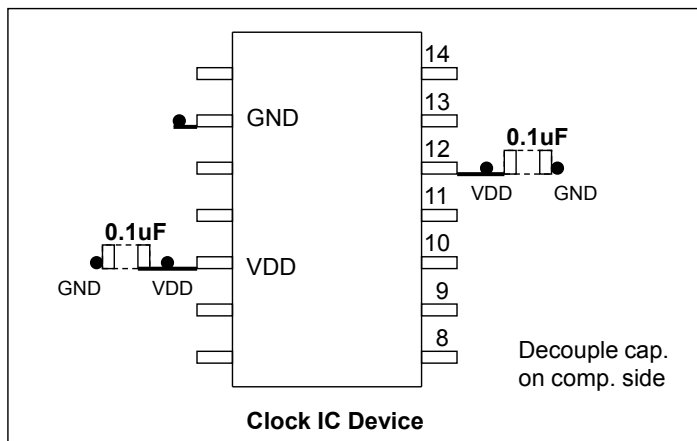 14
GND
13
12
0.1uF
VDD
GND
11
0.1uF
VDD
10
GND
VDD
9
8
Decouple cap.
on comp. side
Clock IC Device